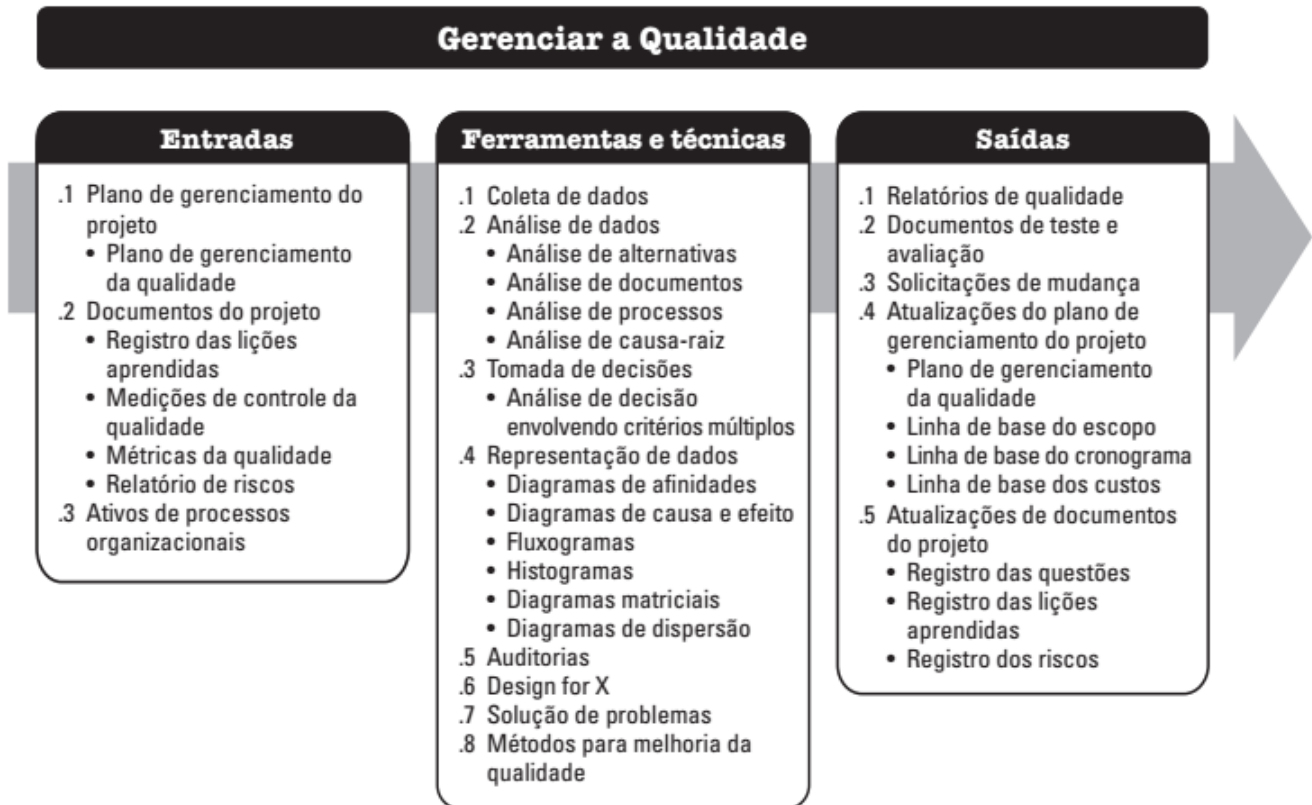 Gerenciar a Qualidade
Entradas
.1 Plano de gerenciamento do
projeto
• Plano de gerenciamento
da qualidade
.2 Documentos do projeto
• Registro das lições
aprendidas
• Medições de controle da
qualidade
• Métricas da qualidade
• Relatório de riscos
.3 Ativos de processos
organizacionais
Ferramentas e técnicas
.1 Coleta de dados
.2 Análise de dados
• Análise de alternativas
• Análise de documentos
• Análise de processos
• Análise de causa-raiz
.3 Tomada de decisões
• Análise de decisão
envolvendo critérios múltiplos
.4 Representação de dados
• Diagramas de afinidades
• Diagramas de causa e efeito
• Fluxogramas
• Histogramas
• Diagramas matriciais
• Diagramas de dispersão
.5 Auditorias
.6 Design for X
.7 Solução de problemas
.8 Métodos para melhoria da
qualidade
Saídas
.1 Relatórios de qualidade
.2 Documentos de teste e
avaliação
.3 Solicitações de mudança
.4 Atualizações do plano de
gerenciamento do projeto
• Plano de gerenciamento
da qualidade
• Linha de base do escopo
• Linha de base do cronograma
• Linha de base dos custos
.5 Atualizações de documentos
do projeto
• Registro das questões
• Registro das lições
aprendidas
• Registro dos riscos